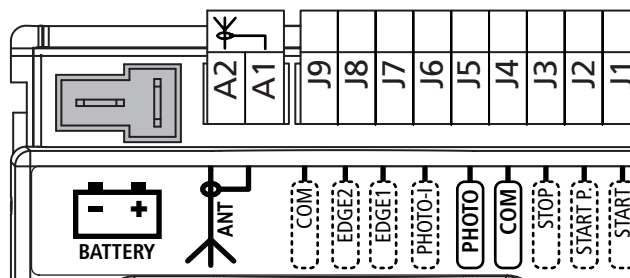 A2 A1 J9 J8 J7 J6 J5 J4 J3 J2 J1
- +
BATTERY
ANT
COM
EDGE2
EDGE1
PHOTO-I
PHOTO
COM
STOP
START P.
START